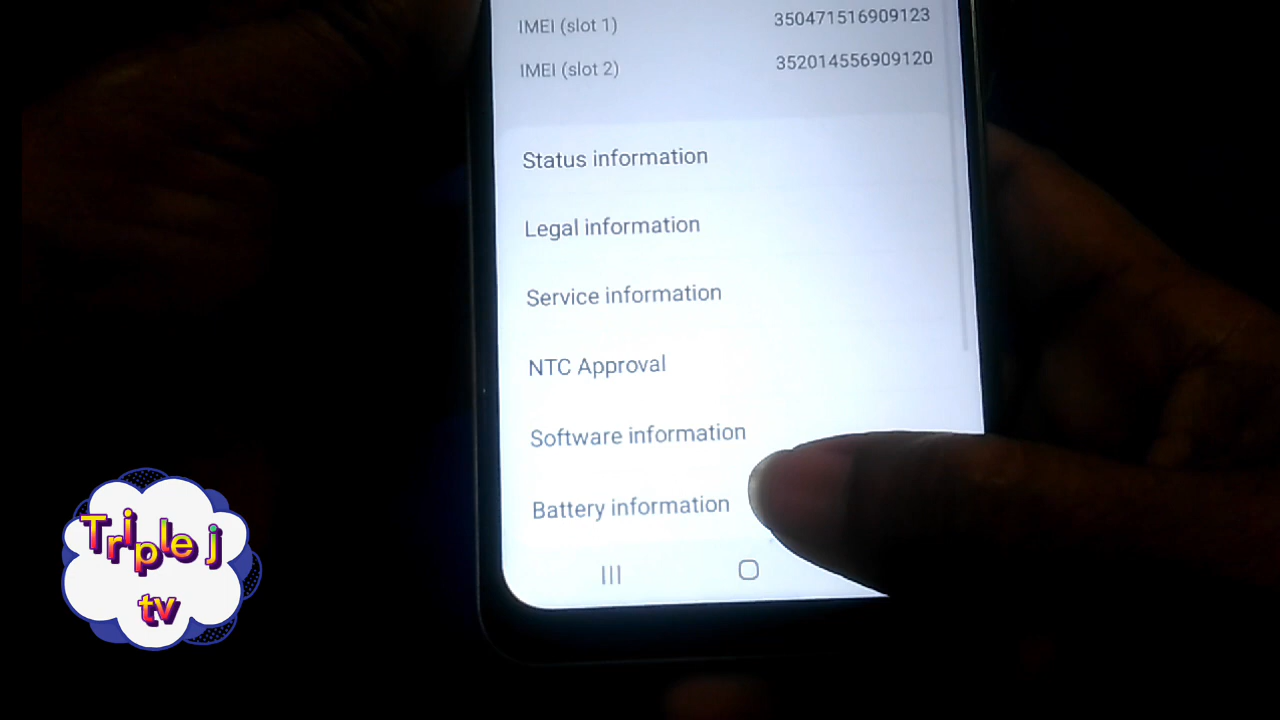 IMEI (slot 1) 350471516909123
IMEI (slot 2) 352014556909120
Status information
Legal information
Service information
NTC Approval
Software information
Battery information
Triple j
tv